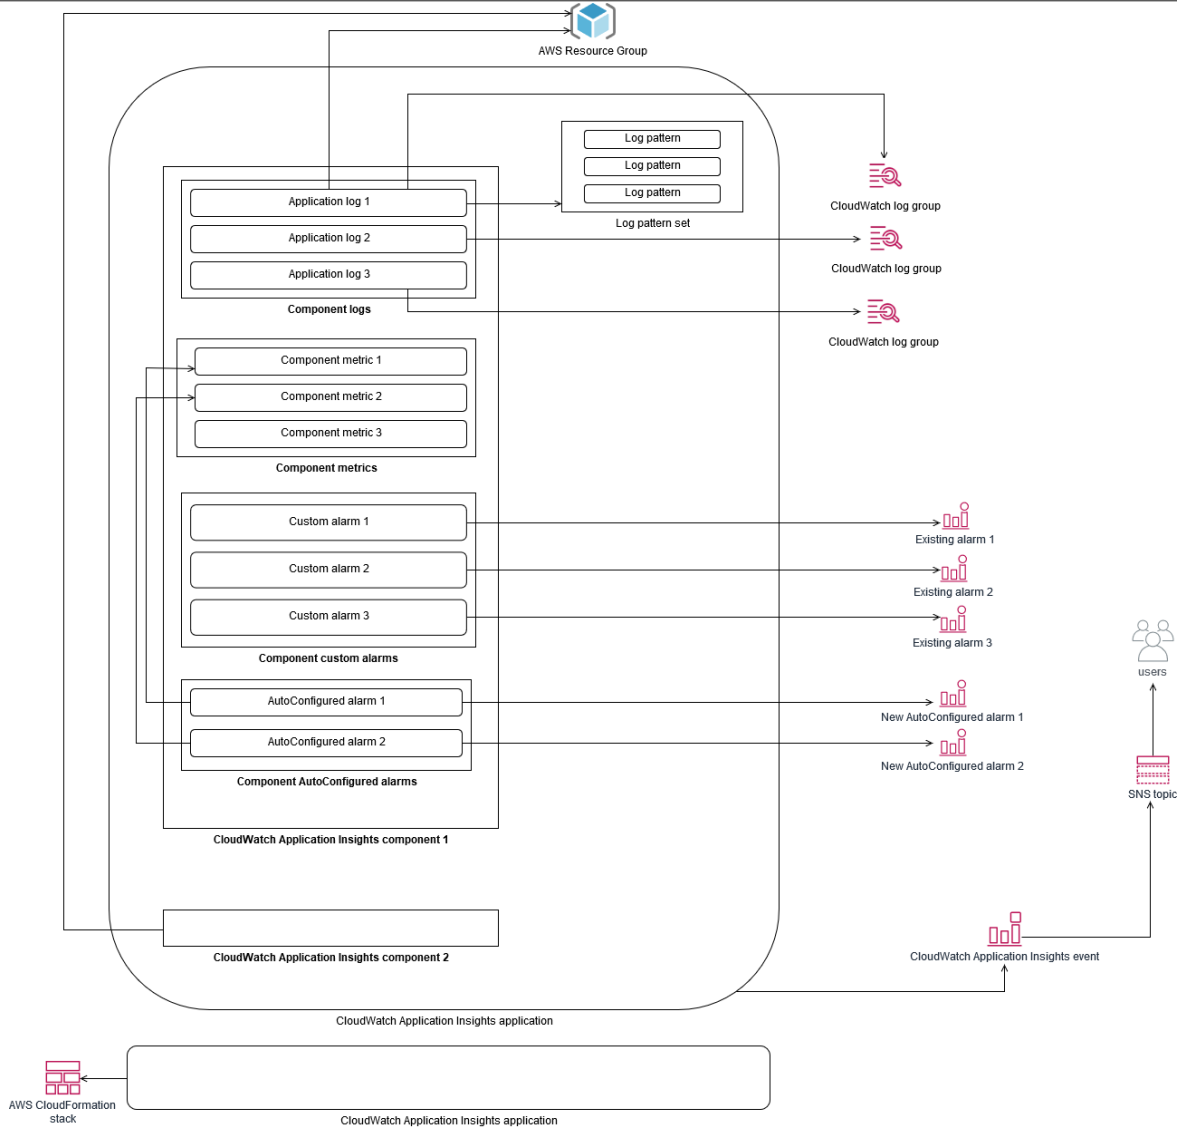 AWS Resource Group
Log pattern
Log pattern
Log pattern
Log pattern set
Application log 1
Application log 2
Application log 3
Component logs
CloudWatch log group
CloudWatch log group
CloudWatch log group
Component metric 1
Component metric 2
Component metric 3
Component metrics
Custom alarm 1
Custom alarm 2
Custom alarm 3
Component custom alarms
Existing alarm 1
Existing alarm 2
Existing alarm 3
users
AutoConfigured alarm 1
AutoConfigured alarm 2
Component AutoConfigured alarms
New AutoConfigured alarm 1
New AutoConfigured alarm 2
SNS topic
CloudWatch Application Insights component 1
CloudWatch Application Insights component 2
CloudWatch Application Insights event
CloudWatch Application Insights application
AWS CloudFormation
stack
CloudWatch Application Insights application